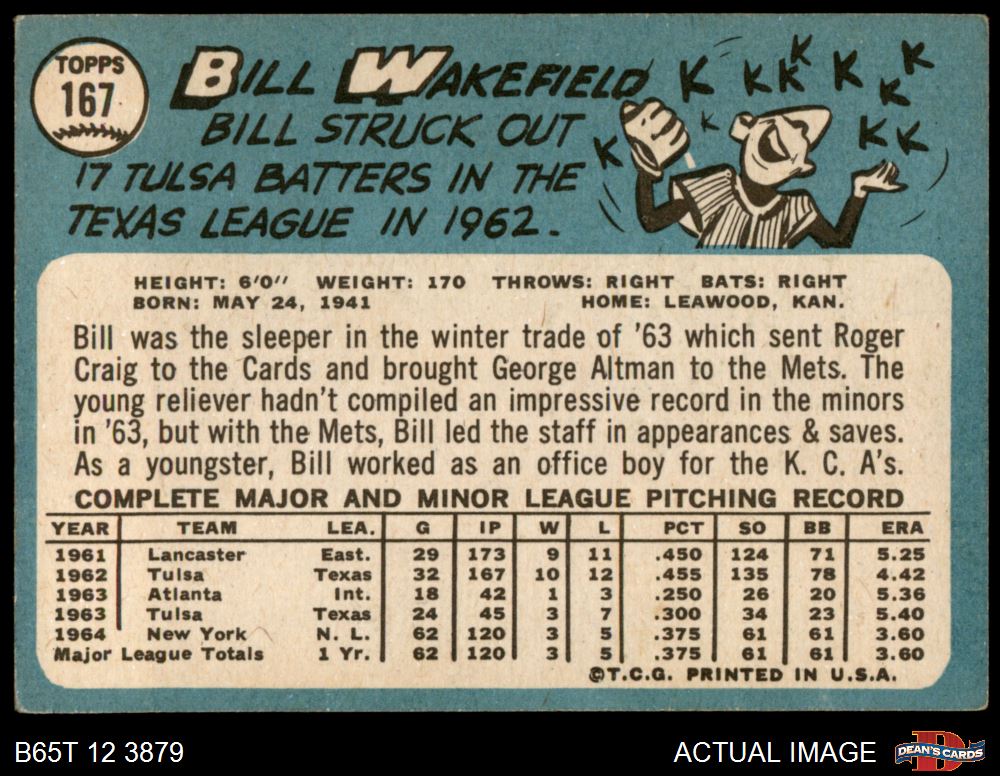 TOPPS
167
BILL WAKEFIELD
BILL STRUCK OUT
17 TULSA BATTERS IN THE
TEXAS LEAGUE IN 1962.
K K K K K K K K K K K
HEIGHT: 6'0" WEIGHT: 170 THROWS: RIGHT BATS: RIGHT
BORN: MAY 24, 1941 HOME: LEAWOOD, KAN.
Bill was the sleeper in the winter trade of '63 which sent Roger
Craig to the Cards and brought George Altman to the Mets. The
young reliever hadn't compiled an impressive record in the minors
in '63, but with the Mets, Bill led the staff in appearances & saves.
As a youngster, Bill worked as an office boy for the K. C. A's.
COMPLETE MAJOR AND MINOR LEAGUE PITCHING RECORD
YEAR TEAM LEA. G IP W L PCT SO BB ERA
1961 Lancaster East. 29 173 9 11 .450 124 71 5.25
1962 Tulsa Texas 32 167 10 12 .455 135 78 4.42
1963 Atlanta Int. 18 42 1 3 .250 26 20 5.36
1963 Tulsa Texas 24 45 3 7 .300 34 23 5.40
1964 New York N. L. 62 120 3 5 .375 61 61 3.60
Major League Totals 1 Yr. 62 120 3 5 .375 61 61 3.60
©T.C.G. PRINTED IN U.S.A.
B65T 12 3879 ACTUAL IMAGE DEAN'S CARDS